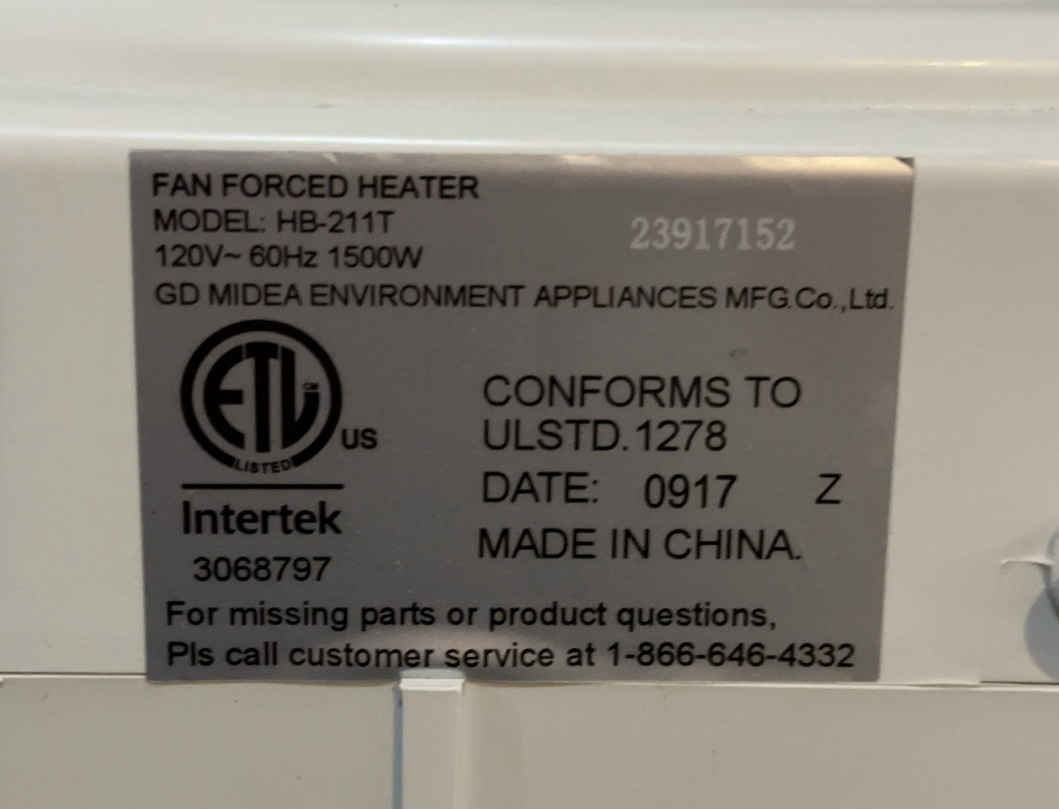 FAN FORCED HEATER
MODEL: HB-211T
23917152
120V~ 60Hz 1500W
GD MIDEA ENVIRONMENT APPLIANCES MFG.Co.,Ltd.
ETL
CM
US
LISTED
Intertek
3068797
CONFORMS TO
ULSTD.1278
DATE: 0917 Z
MADE IN CHINA.
For missing parts or product questions,
Pls call customer service at 1-866-646-4332